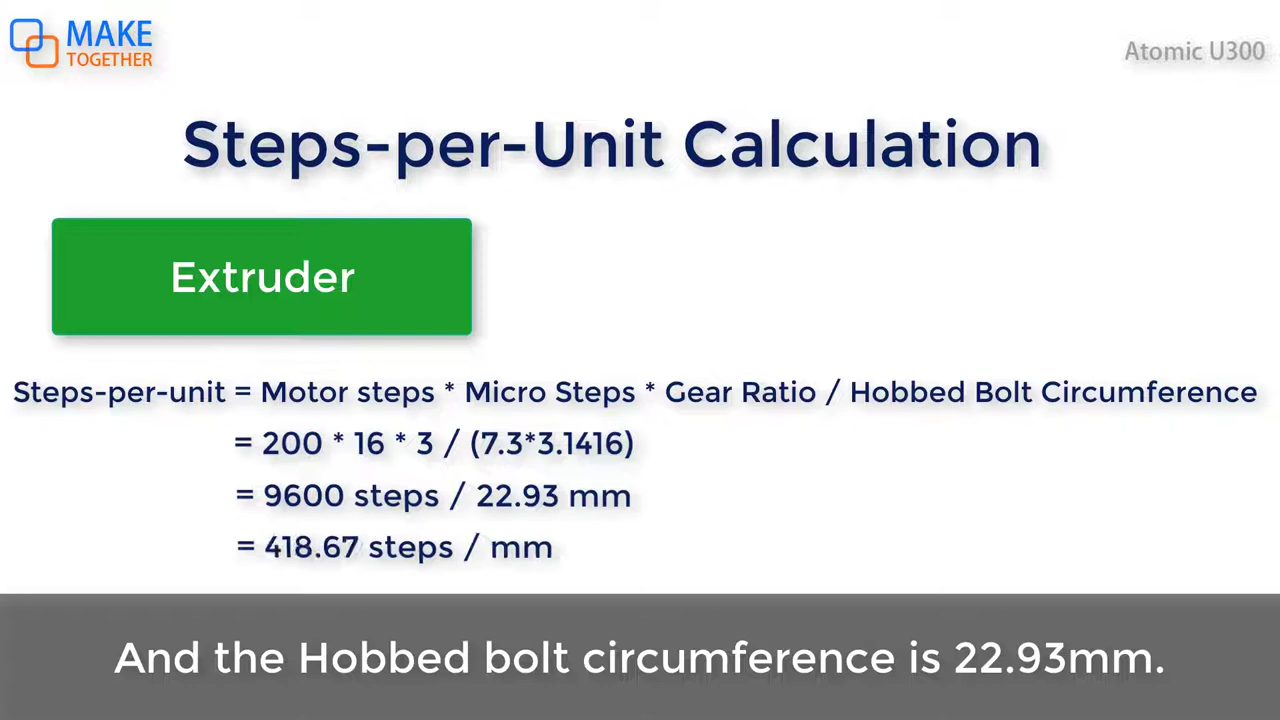 MAKE
TOGETHER
Atomic U300
Steps-per-Unit Calculation
Extruder
Steps-per-unit = Motor steps * Micro Steps * Gear Ratio / Hobbed Bolt Circumference
= 200 * 16 * 3 / (7.3*3.1416)
= 9600 steps / 22.93 mm
= 418.67 steps / mm
And the Hobbed bolt circumference is 22.93mm.